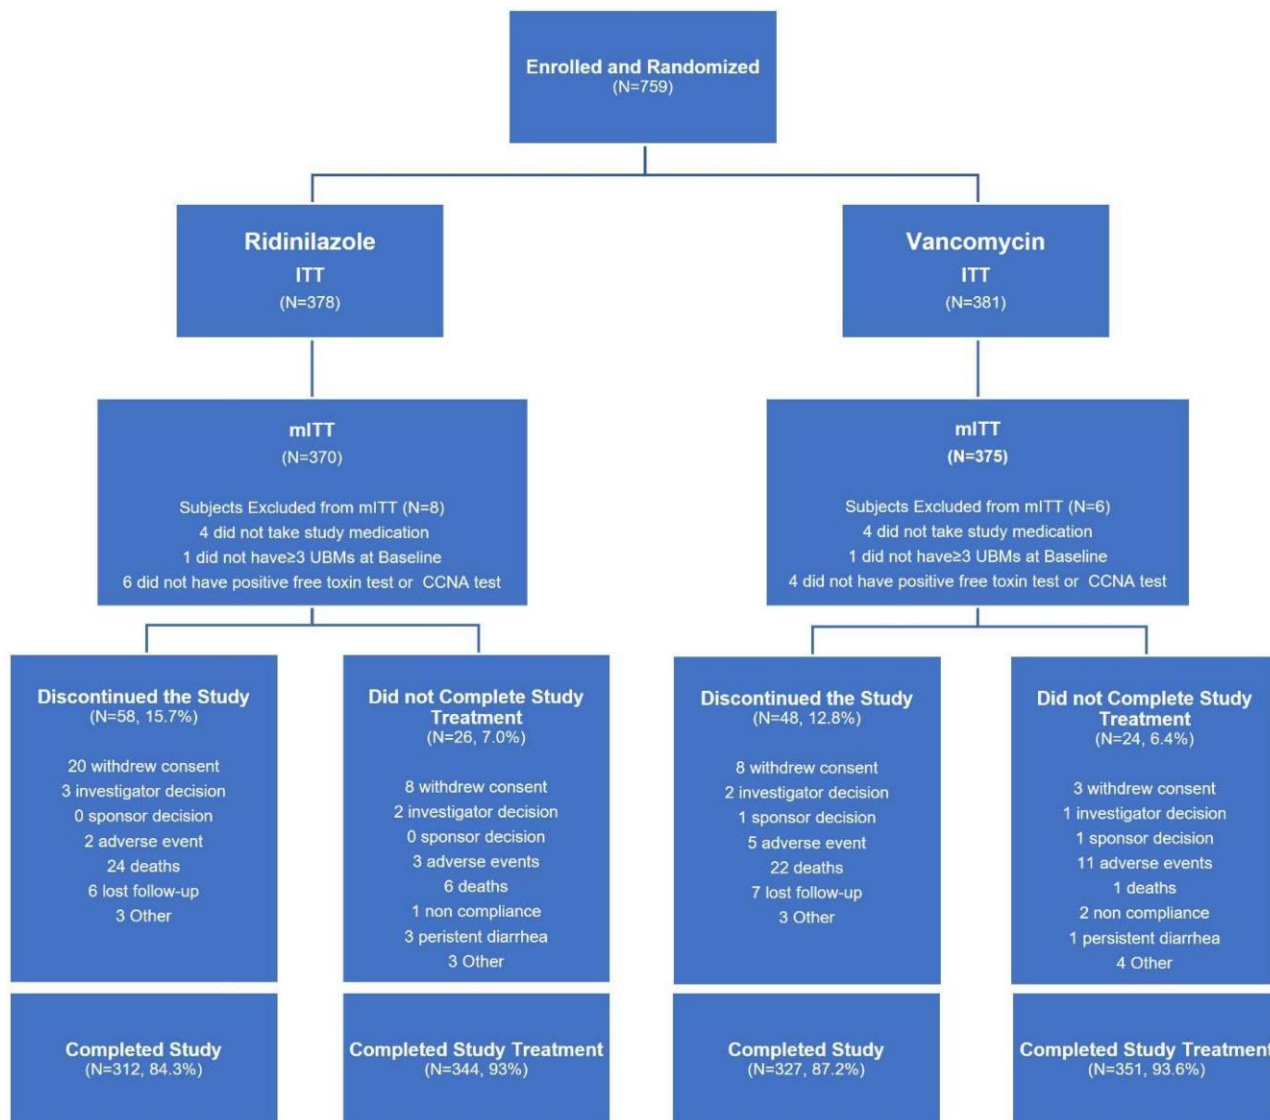 Enrolled and Randomized
(N=759)
Ridinilazole
ITT
(N=378)
Vancomycin
ITT
(N=381)
mITT
(N=370)
Subjects Excluded from mITT (N=8)
4 did not take study medication
1 did not have≥3 UBMs at Baseline
6 did not have positive free toxin test or CCNA test
mITT
(N=375)
Subjects Excluded from mITT (N=6)
4 did not take study medication
1 did not have≥3 UBMs at Baseline
4 did not have positive free toxin test or CCNA test
Discontinued the Study
(N=58, 15.7%)
20 withdrew consent
3 investigator decision
0 sponsor decision
2 adverse event
24 deaths
6 lost follow-up
3 Other
Did not Complete Study
Treatment
(N=26, 7.0%)
8 withdrew consent
2 investigator decision
0 sponsor decision
3 adverse events
6 deaths
1 non compliance
3 peristent diarrhea
3 Other
Discontinued the Study
(N=48, 12.8%)
8 withdrew consent
2 investigator decision
1 sponsor decision
5 adverse event
22 deaths
7 lost follow-up
3 Other
Did not Complete Study
Treatment
(N=24, 6.4%)
3 withdrew consent
1 investigator decision
1 sponsor decision
11 adverse events
1 deaths
2 non compliance
1 persistent diarrhea
4 Other
Completed Study
(N=312, 84.3%)
Completed Study Treatment
(N=344, 93%)
Completed Study
(N=327, 87.2%)
Completed Study Treatment
(N=351, 93.6%)